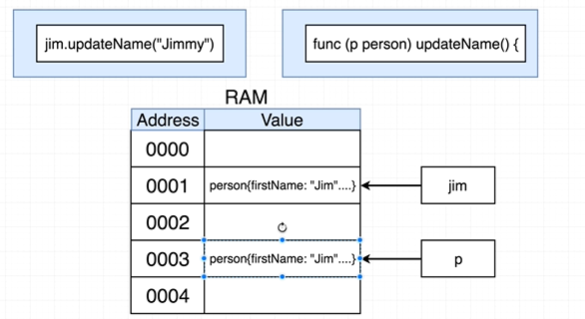 jim.updateName("Jimmy")
func (p person) updateName() {
RAM
Address Value
0000
0001 person{firstName: "Jim"....} jim
0002
0003 person{firstName: "Jim"....} p
0004